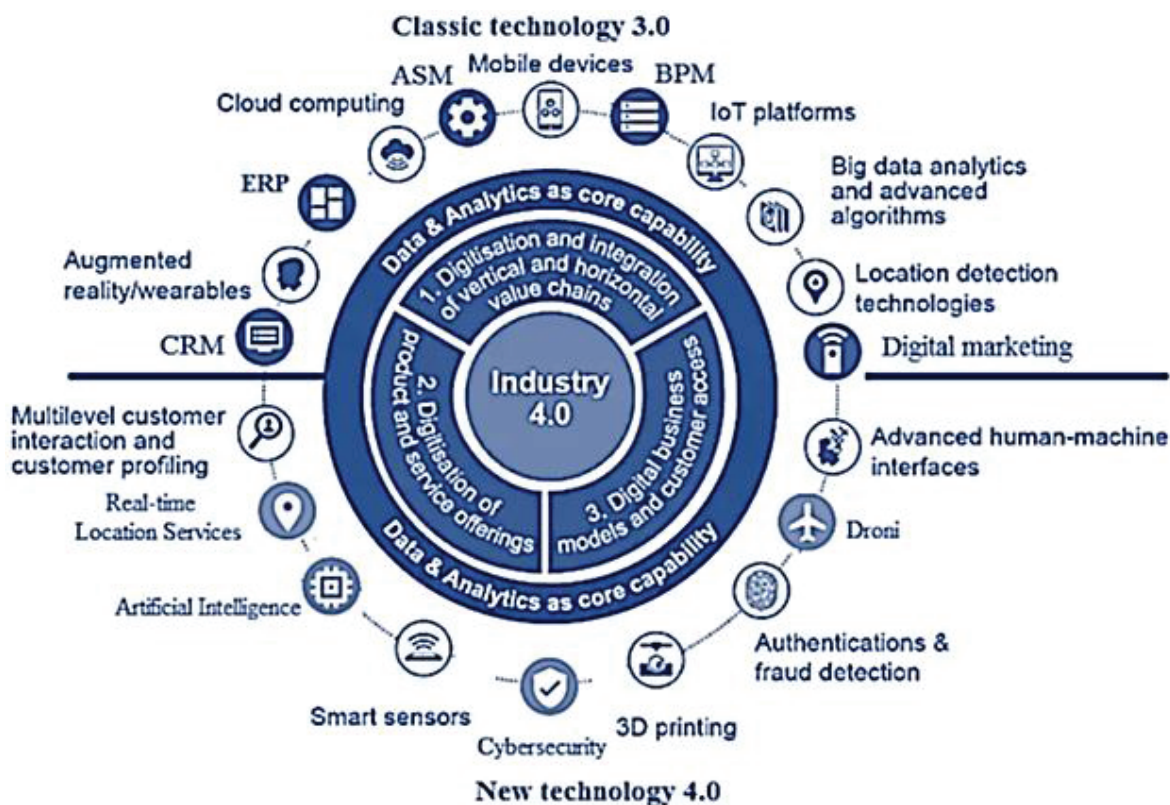 Classic technology 3.0
Mobile devices
ASM
BPM
Cloud computing
IoT platforms
ERP
Big data analytics
and advanced
algorithms
Augmented
reality/wearables
Location detection
technologies
CRM
Digital marketing
Data & Analytics as core capability
1. Digitisation and integration
of vertical and horizontal
value chains
Industry
4.0
2. Digitisation of
product and service offerings
3. Digital business
models and customer access
Data & Analytics as core capability
Multilevel customer
interaction and
customer profiling
Advanced human-machine
interfaces
Real-time
Location Services
Droni
Artificial Intelligence
Authentications &
fraud detection
Smart sensors
3D printing
Cybersecurity
New technology 4.0